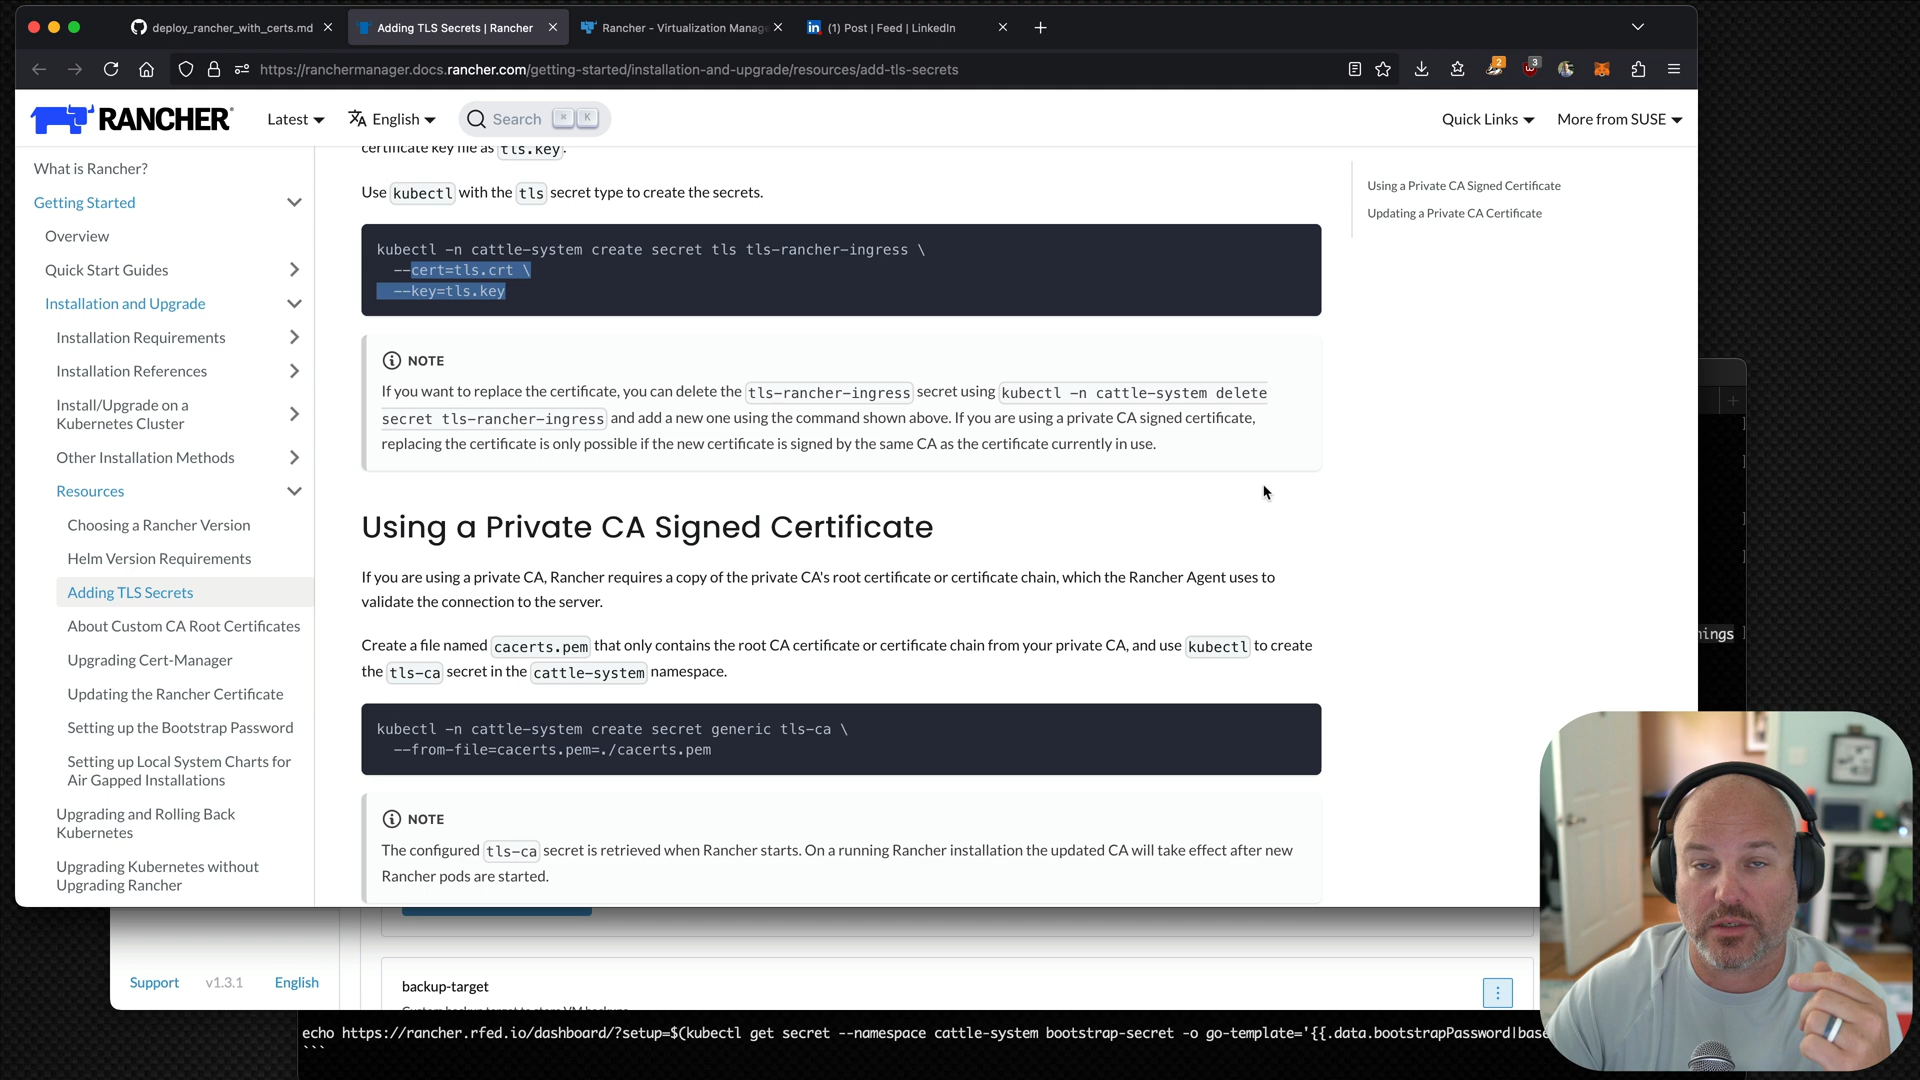 deploy_rancher_with_certs.md
Adding TLS Secrets | Rancher
Rancher - Virtualization Manag
(1) Post | Feed | LinkedIn
https://ranchermanager.docs.rancher.com/getting-started/installation-and-upgrade/resources/add-tls-secrets
2
3
RANCHER
Latest
English
Search
K
Quick Links
More from SUSE
What is Rancher?
Getting Started
Overview
Quick Start Guides
Installation and Upgrade
Installation Requirements
Installation References
Install/Upgrade on a
Kubernetes Cluster
Other Installation Methods
Resources
Choosing a Rancher Version
Helm Version Requirements
Adding TLS Secrets
About Custom CA Root Certificates
Upgrading Cert-Manager
Updating the Rancher Certificate
Setting up the Bootstrap Password
Setting up Local System Charts for
Air Gapped Installations
Upgrading and Rolling Back
Kubernetes
Upgrading Kubernetes without
Upgrading Rancher
certificate key file as tls.key.
Use kubectl with the tls secret type to create the secrets.
kubectl -n cattle-system create secret tls tls-rancher-ingress \
--cert=tls.crt \
--key=tls.key
NOTE
If you want to replace the certificate, you can delete the tls-rancher-ingress secret using kubectl -n cattle-system delete
secret tls-rancher-ingress and add a new one using the command shown above. If you are using a private CA signed certificate,
replacing the certificate is only possible if the new certificate is signed by the same CA as the certificate currently in use.
Using a Private CA Signed Certificate
If you are using a private CA, Rancher requires a copy of the private CA's root certificate or certificate chain, which the Rancher Agent uses to
validate the connection to the server.
Create a file named cacerts.pem that only contains the root CA certificate or certificate chain from your private CA, and use kubectl to create
the tls-ca secret in the cattle-system namespace.
kubectl -n cattle-system create secret generic tls-ca \
--from-file=cacerts.pem=./cacerts.pem
NOTE
The configured tls-ca secret is retrieved when Rancher starts. On a running Rancher installation the updated CA will take effect after new
Rancher pods are started.
Using a Private CA Signed Certificate
Updating a Private CA Certificate
]
]
]
]
nings ]
Support
v1.3.1
English
backup-target
echo https://rancher.rfed.io/dashboard/?setup=$(kubectl get secret --namespace cattle-system bootstrap-secret -o go-template='{{.data.bootstrapPassword|base
```